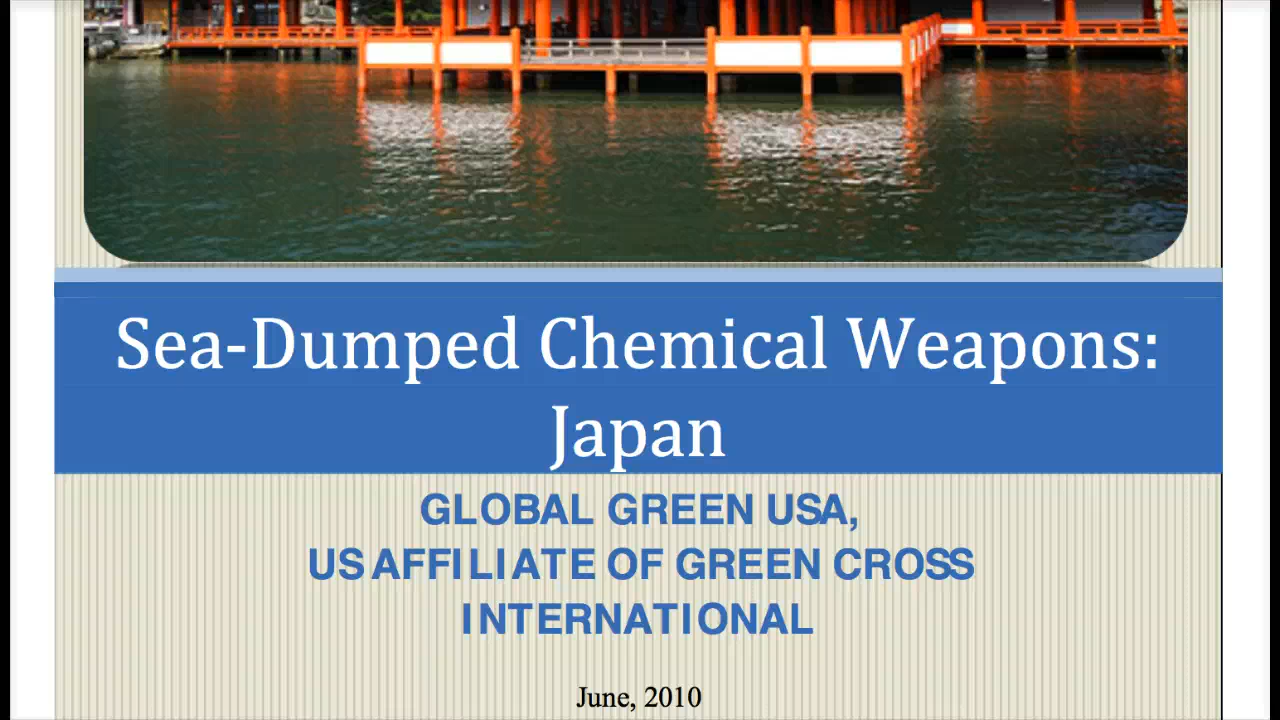 Sea-Dumped Chemical Weapons:
Japan
GLOBAL GREEN USA,
US AFFILIATE OF GREEN CROSS
INTERNATIONAL
June, 2010